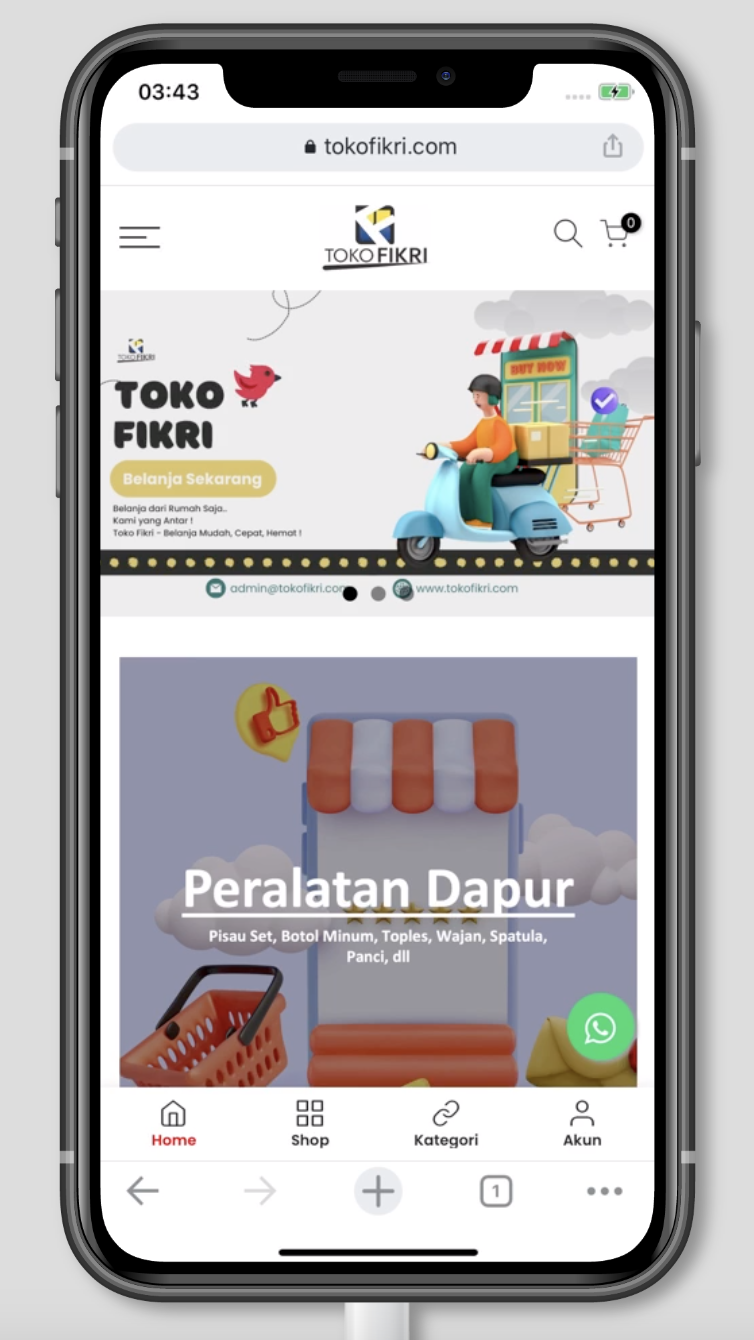 03:43
tokofikri.com
0
TOKO FIKRI
TOKO FIKRI
TOKO
FIKRI
BUY NOW
Belanja Sekarang
Belanja dari Rumah Saja..
Kami yang Antar !
Toko Fikri - Belanja Mudah, Cepat, Hemat !
admin@tokofikri.com
www.tokofikri.com
Peralatan Dapur
Pisau Set, Botol Minum, Toples, Wajan, Spatula,
Panci, dll
Home Shop Kategori Akun
1